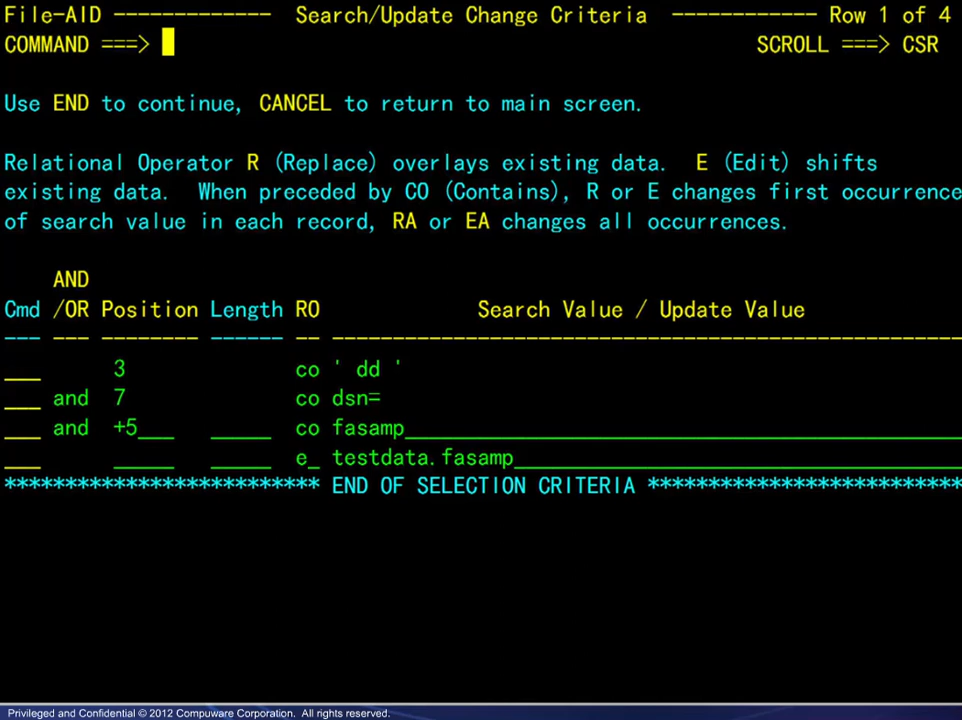 File-AID ------------- Search/Update Change Criteria ------------ Row 1 of 4
COMMAND ===> SCROLL ===> CSR
Use END to continue, CANCEL to return to main screen.
Relational Operator R (Replace) overlays existing data. E (Edit) shifts
existing data. When preceded by CO (Contains), R or E changes first occurrence
of search value in each record, RA or EA changes all occurrences.
AND
Cmd /OR Position Length RO Search Value / Update Value
--- --- -------- ------ -- ----------------------------------------------------
___ 3 co ' dd '
___ and 7 co dsn=
___ and +5___ _____ co fasamp______________________________________________
___ _____ _____ e_ testdata.fasamp_____________________________________
************************** END OF SELECTION CRITERIA **************************
Privileged and Confidential © 2012 Compuware Corporation. All rights reserved.